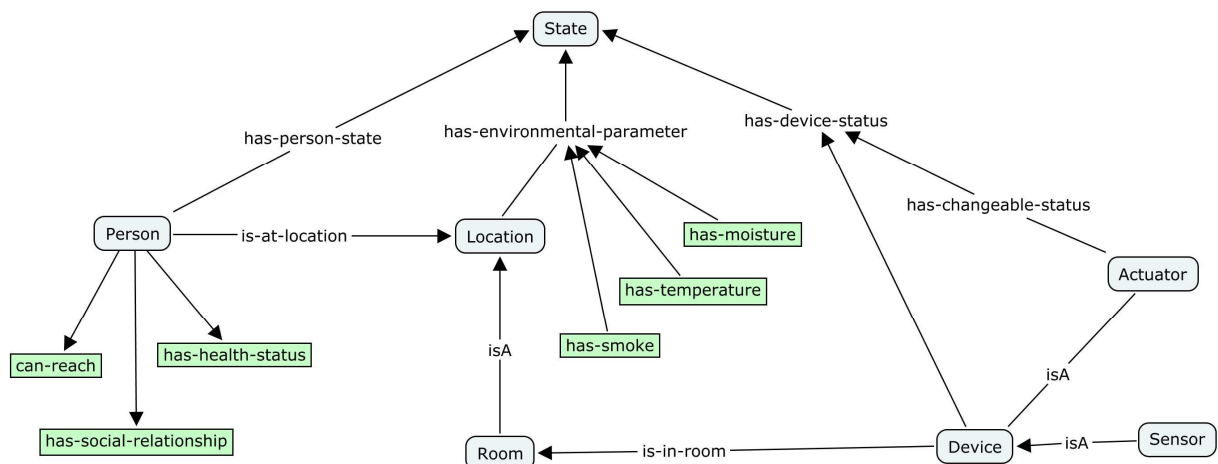 State
has-person-state
has-environmental-parameter
has-device-status
has-changeable-status
Person
is-at-location
Location
has-moisture
Actuator
has-temperature
has-smoke
isA
has-health-status
can-reach
isA
has-social-relationship
Room
is-in-room
Device
isA
Sensor